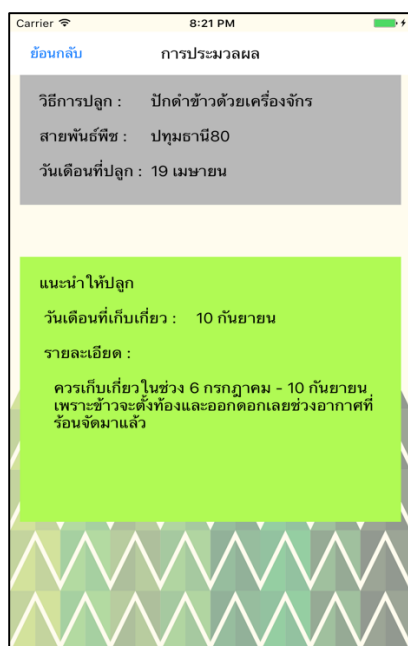 Carrier 8:21 PM
ย้อนกลับ การประมวลผล
วิธีการปลูก : ปักดำข้าวด้วยเครื่องจักร
สายพันธ์พืช : ปทุมธานี80
วันเดือนที่ปลูก : 19 เมษายน
แนะนำให้ปลูก
วันเดือนที่เก็บเกี่ยว : 10 กันยายน
รายละเอียด :
ควรเก็บเกี่ยวในช่วง 6 กรกฎาคม - 10 กันยายน
เพราะข้าวจะตั้งท้องและออกดอกเลยช่วงอากาศที่
ร้อนจัดมาแล้ว